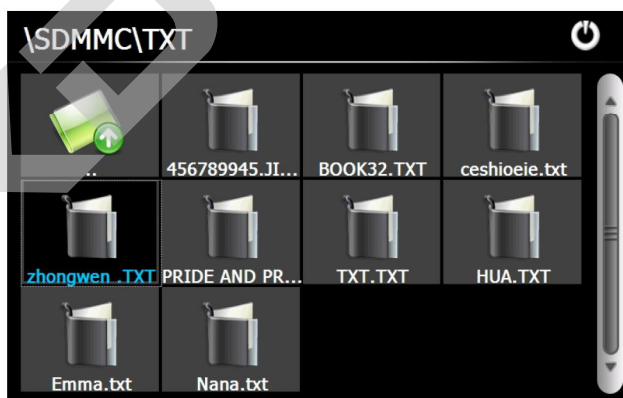 \SDMMC\TXT
..
456789945.JI...
BOOK32.TXT
ceshioeie.txt
zhongwen .TXT
PRIDE AND PR...
TXT.TXT
HUA.TXT
Emma.txt
Nana.txt